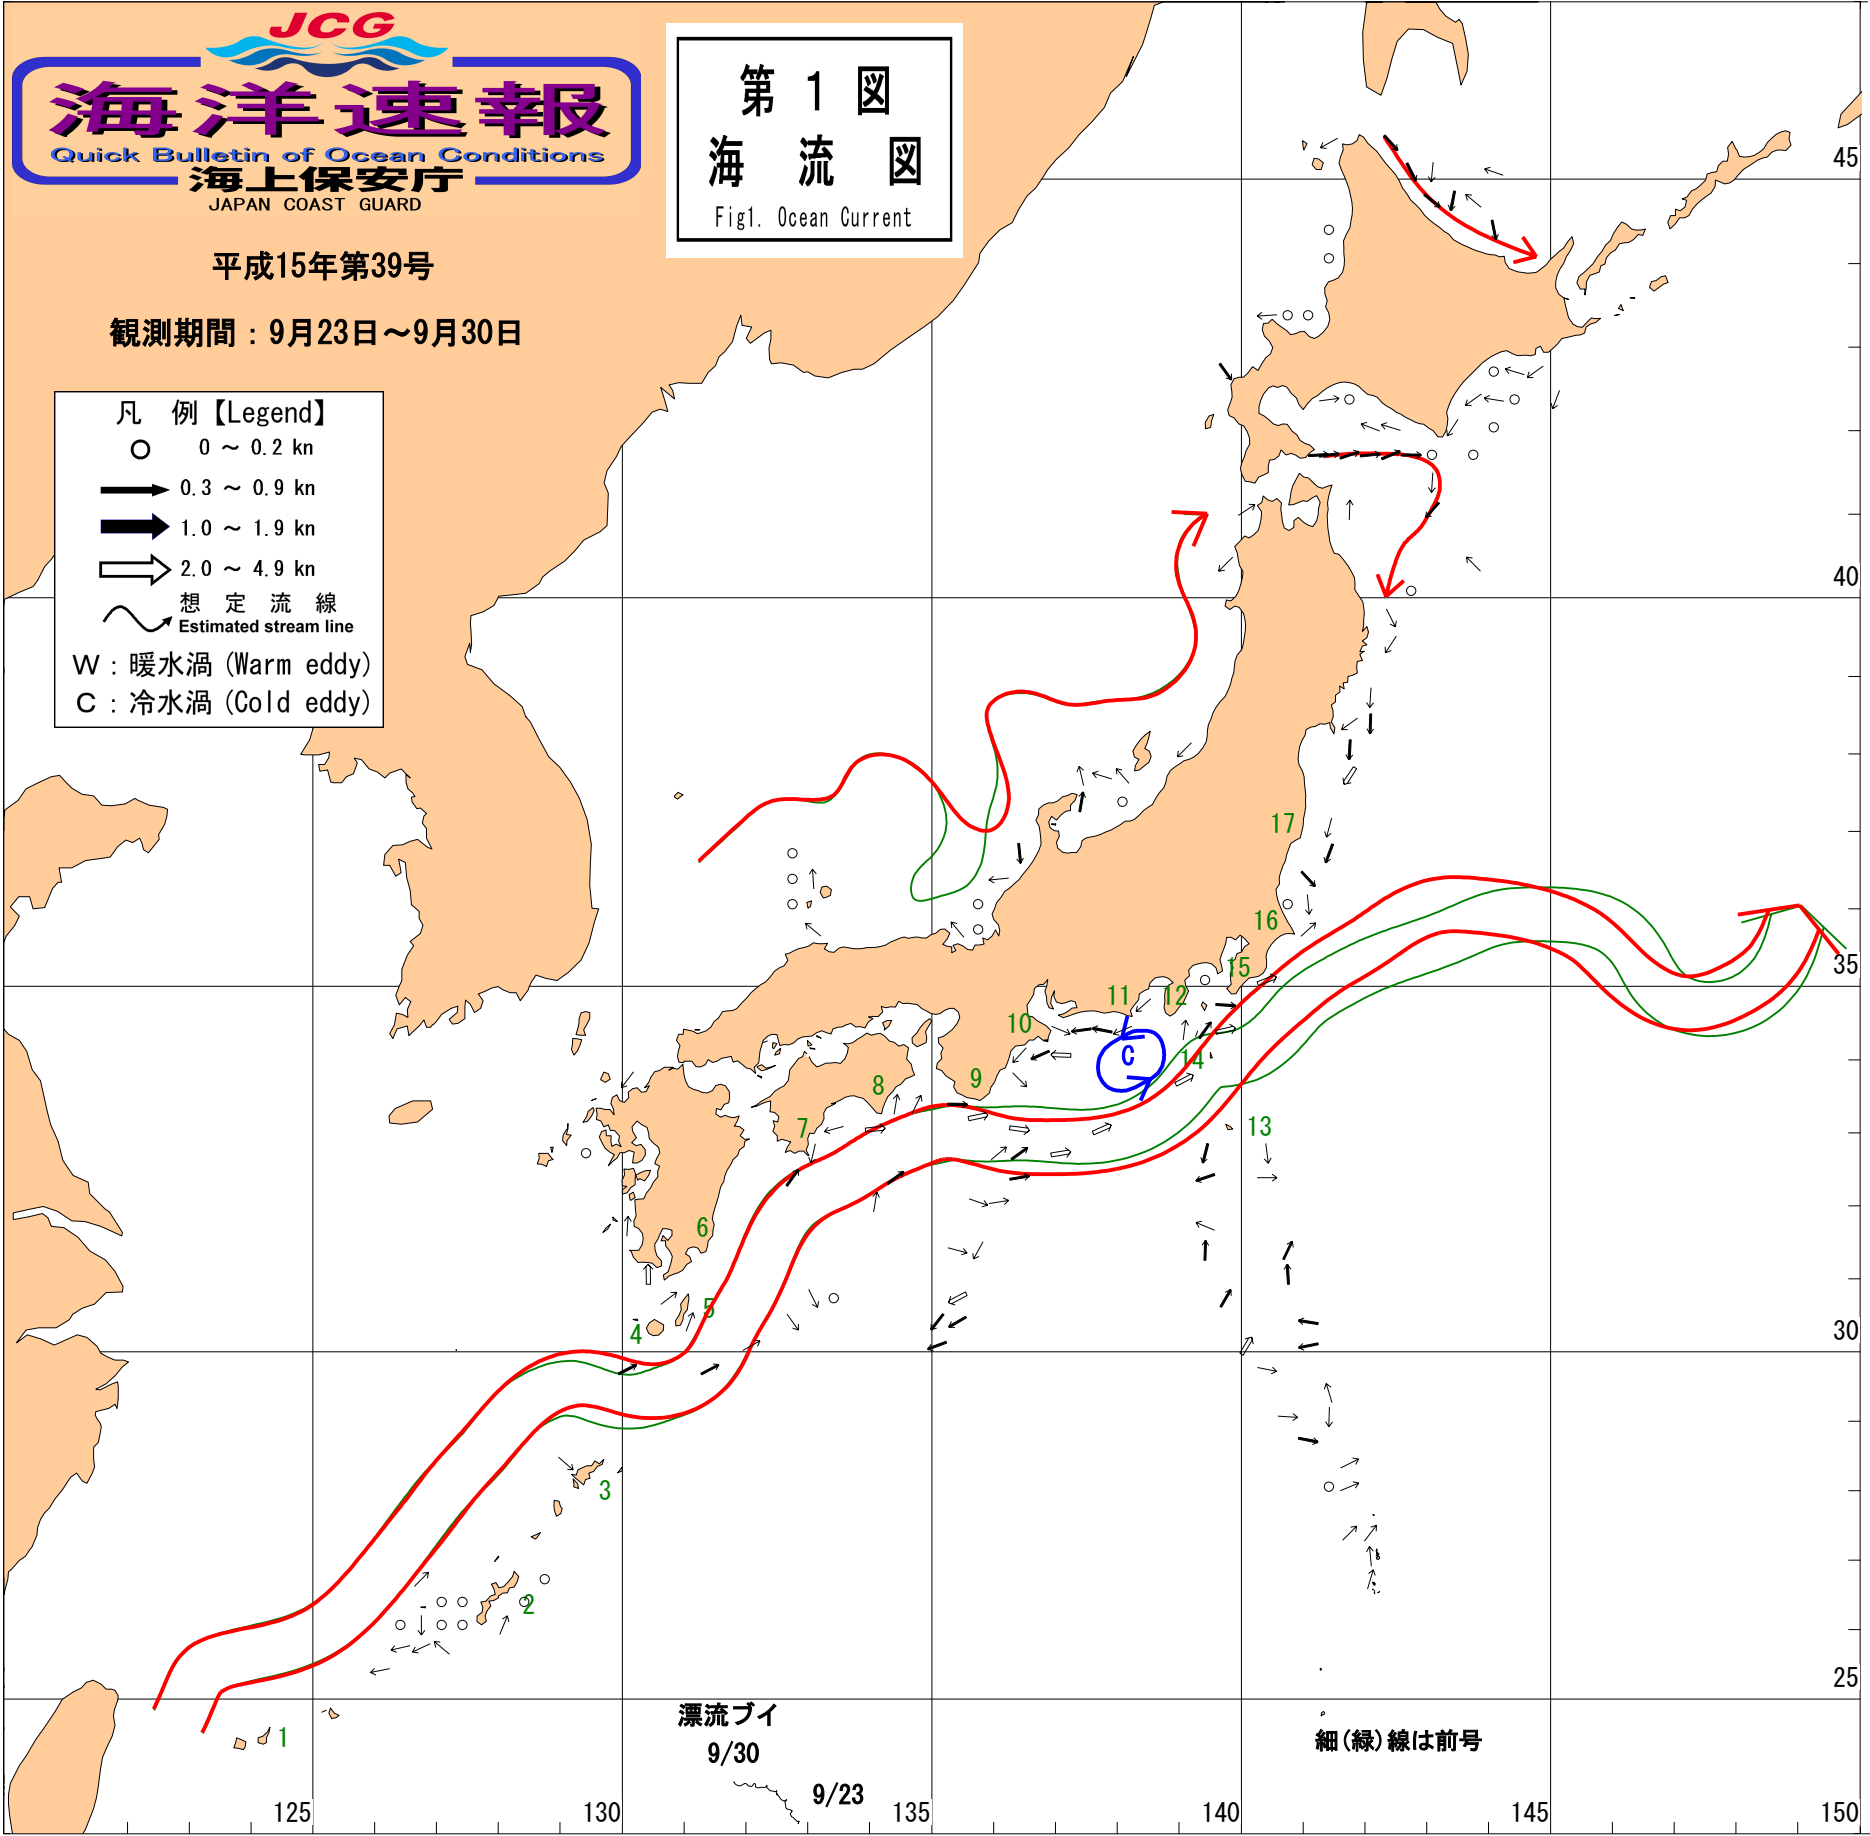 JCG
海洋速報
Quick Bulletin of Ocean Conditions
海上保安庁
JAPAN COAST GUARD
平成15年第39号
観測期間：9月23日～9月30日
第 1 図
海 流 図
Fig1. Ocean Current
凡 例【Legend】
0 ～ 0.2 kn
0.3 ～ 0.9 kn
1.0 ～ 1.9 kn
2.0 ～ 4.9 kn
想 定 流 線
Estimated stream line
W：暖水渦(Warm eddy)
C：冷水渦(Cold eddy)
45
40
17
16
35
15
11
12
10
C
14
9
8
7
13
6
5
4
30
3
2
25
1
漂流ブイ
9/30
9/23
細(緑)線は前号
125
130
135
140
145
150